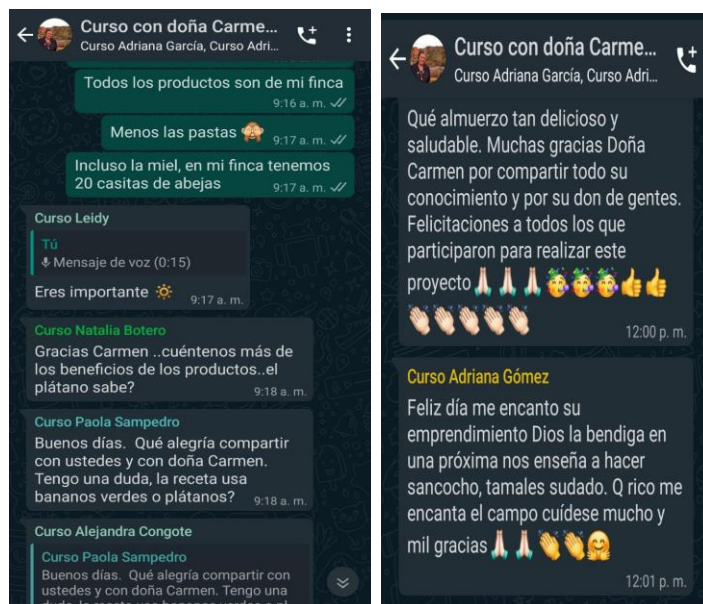 Curso con doña Carme...
Curso Adriana García, Curso Adri...
Todos los productos son de mi finca
9:16 a. m.
Menos las pastas 🙈
9:17 a. m.
Incluso la miel, en mi finca tenemos
20 casitas de abejas
9:17 a. m.
Curso Leidy
Tú
Mensaje de voz (0:15)
Eres importante 🔆
9:17 a. m.
Curso Natalia Botero
Gracias Carmen ..cuéntenos más de
los beneficios de los productos..el
plátano sabe?
9:18 a. m.
Curso Paola Sampedro
Buenos días.  Qué alegría compartir
con ustedes y con doña Carmen.
Tengo una duda, la receta usa
bananos verdes o plátanos?
9:18 a. m.
Curso Alejandra Congote
Curso Paola Sampedro
Buenos días.  Qué alegría compartir con
ustedes y con doña Carmen. Tengo una
Curso con doña Carme...
Curso Adriana García, Curso Adri...
Qué almuerzo tan delicioso y
saludable. Muchas gracias Doña
Carmen por compartir todo su
conocimiento y por su don de gentes.
Felicitaciones a todos los que
participaron para realizar este
proyecto🙏🏻🙏🏻🙏🏻🥳🥳🥳👍👍
👏🏻👏🏻👏🏻👏🏻👏🏻
12:00 p. m.
Curso Adriana Gómez
Feliz día me encanto su
emprendimiento Dios la bendiga en
una próxima nos enseña a hacer
sancocho, tamales sudado. Q rico me
encanta el campo cuídese mucho y
mil gracias🙏🏻🙏🏻👏👏🤗
12:01 p. m.